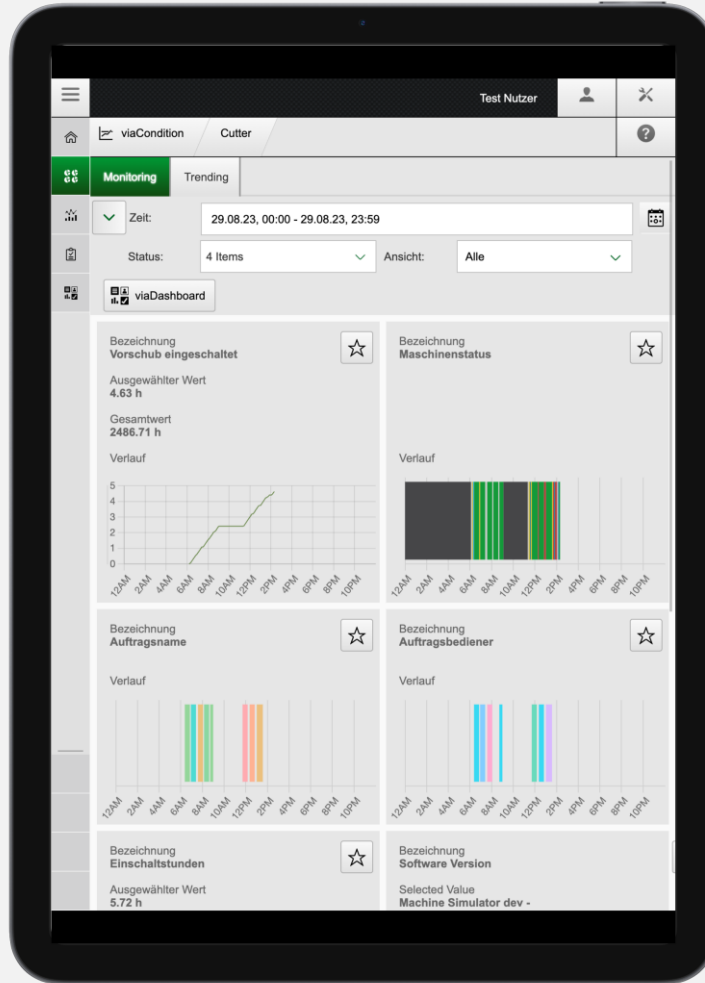 Test Nutzer
viaCondition
Cutter
Monitoring
Trending
Zeit:
29.08.23, 00:00 - 29.08.23, 23:59
Status:
4 Items
Ansicht:
Alle
viaDashboard
Bezeichnung
Vorschub eingeschaltet
Ausgewählter Wert
4.63 h
Gesamtwert
2486.71 h
Verlauf
5
4
3
2
1
0
12AM 2AM 4AM 6AM 8AM 10AM 12PM 2PM 4PM 6PM 8PM 10PM
Bezeichnung
Maschinenstatus
Verlauf
12AM 2AM 4AM 6AM 8AM 10AM 12PM 2PM 4PM 6PM 8PM 10PM
Bezeichnung
Auftragsname
Verlauf
12AM 2AM 4AM 6AM 8AM 10AM 12PM 2PM 4PM 6PM 8PM 10PM
Bezeichnung
Auftragsbediener
Verlauf
12AM 2AM 4AM 6AM 8AM 10AM 12PM 2PM 4PM 6PM 8PM 10PM
Bezeichnung
Einschaltstunden
Ausgewählter Wert
5.72 h
Bezeichnung
Software Version
Selected Value
Machine Simulator dev -